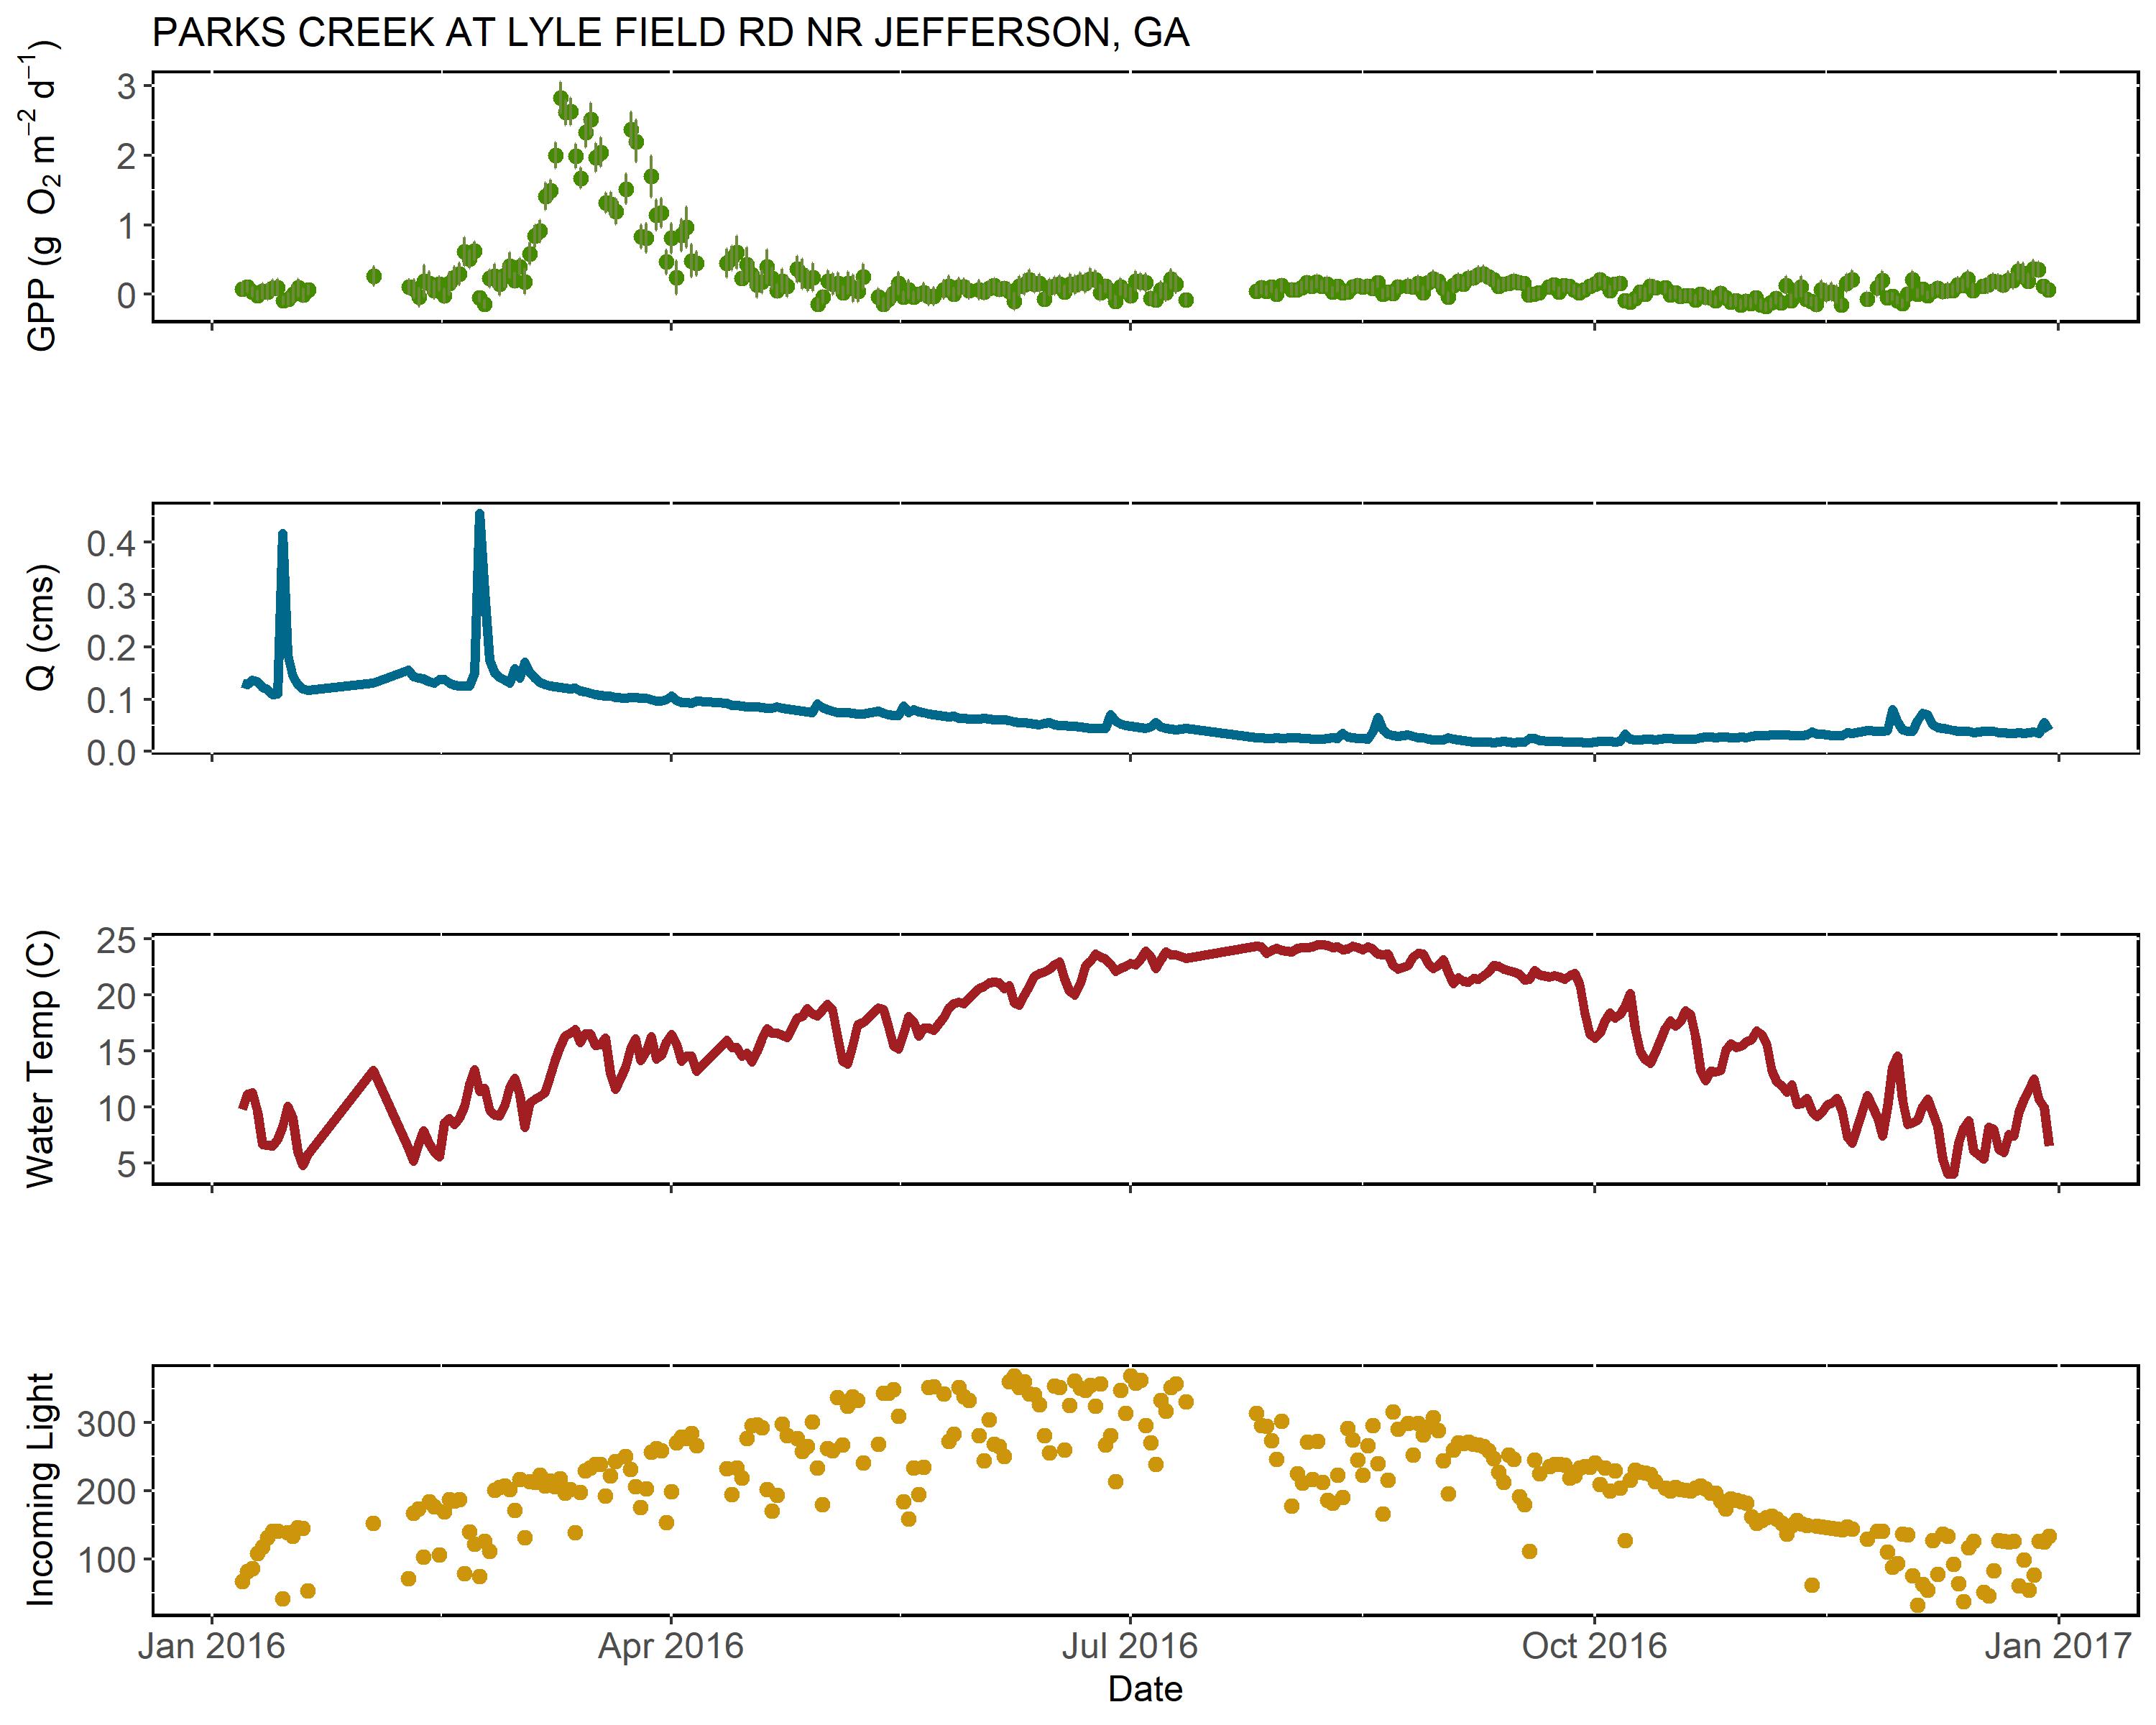 PARKS CREEK AT LYLE FIELD RD NR JEFFERSON, GA
GPP (g O₂ m⁻² d⁻¹)
3
2
1
0
Q (cms)
0.4
0.3
0.2
0.1
0.0
Water Temp (C)
25
20
15
10
5
Incoming Light
300
200
100
Jan 2016 Apr 2016 Jul 2016 Oct 2016 Jan 2017
Date